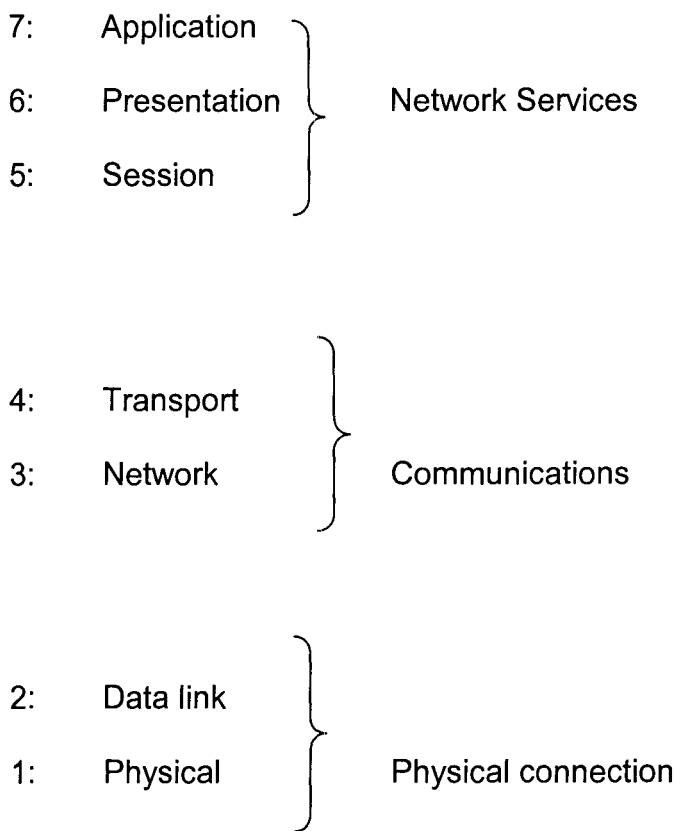 7: Application
6: Presentation Network Services
5: Session
4: Transport
3: Network Communications
2: Data link
1: Physical Physical connection